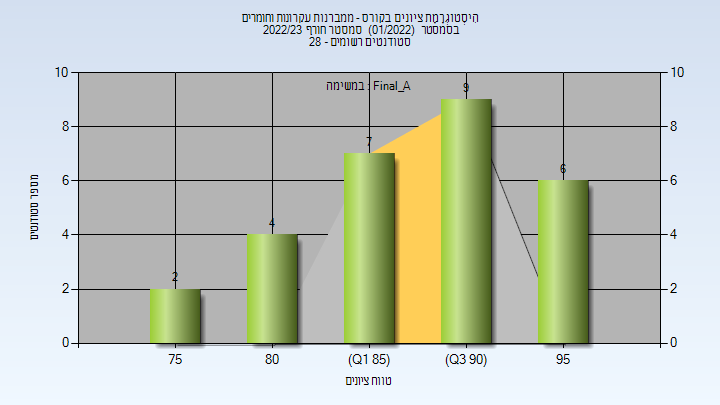 הִיסְטוֹגְרַמַת ציונים בקורס - ממברנות עקרונות וחומרים
בסמסטר (01/2022) סמסטר חורף 2022/23
סטודנטים רשומים - 28
במשימה : Final_A
10 10
9
8 8
7
6 6
6
מספר סטודנטים
4 4
4
2 2
2
0 0
75 80 (Q1 85) (Q3 90) 95
טווח ציונים